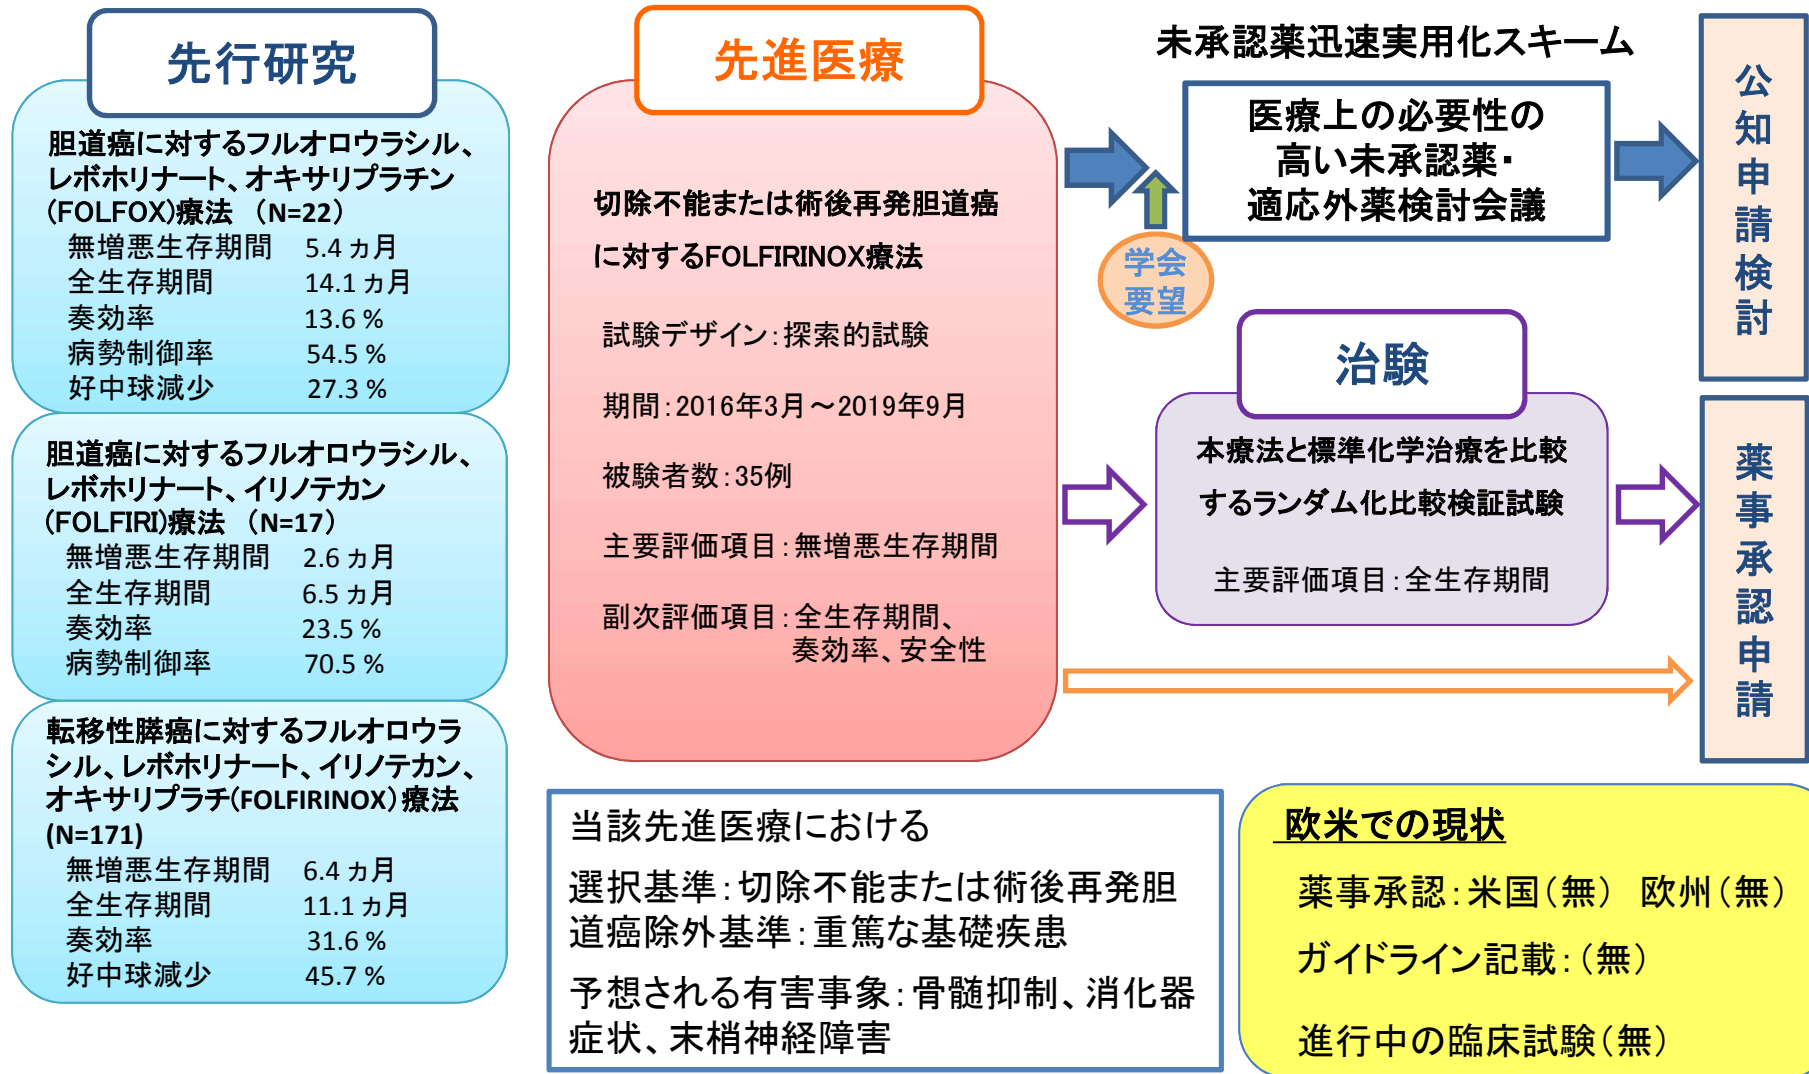 先行研究
胆道癌に対するフルオロウラシル、
レボホリナート、オキサリプラチン
(FOLFOX)療法 （N=22）
無増悪生存期間 5.4 ヵ月
全生存期間 14.1 ヵ月
奏効率 13.6 %
病勢制御率 54.5 %
好中球減少 27.3 %
胆道癌に対するフルオロウラシル、
レボホリナート、イリノテカン
(FOLFIRI)療法 （N=17）
無増悪生存期間 2.6 ヵ月
全生存期間 6.5 ヵ月
奏効率 23.5 %
病勢制御率 70.5 %
転移性膵癌に対するフルオロウラ
シル、レボホリナート、イリノテカン、
オキサリプラチ(FOLFIRINOX）療法
(N=171)
無増悪生存期間 6.4 ヵ月
全生存期間 11.1 ヵ月
奏効率 31.6 %
好中球減少 45.7 %
先進医療
切除不能または術後再発胆道癌
に対するFOLFIRINOX療法
試験デザイン：探索的試験
期間：2016年3月～2019年9月
被験者数：35例
主要評価項目：無増悪生存期間
副次評価項目：全生存期間、
奏効率、安全性
未承認薬迅速実用化スキーム
医療上の必要性の
高い未承認薬・
適応外薬検討会議
学会
要望
公知申請検討
治験
本療法と標準化学治療を比較
するランダム化比較検証試験
主要評価項目：全生存期間
薬事承認申請
当該先進医療における
選択基準：切除不能または術後再発胆
道癌除外基準：重篤な基礎疾患
予想される有害事象：骨髄抑制、消化器
症状、末梢神経障害
欧米での現状
薬事承認：米国（無） 欧州（無）
ガイドライン記載：（無）
進行中の臨床試験（無）